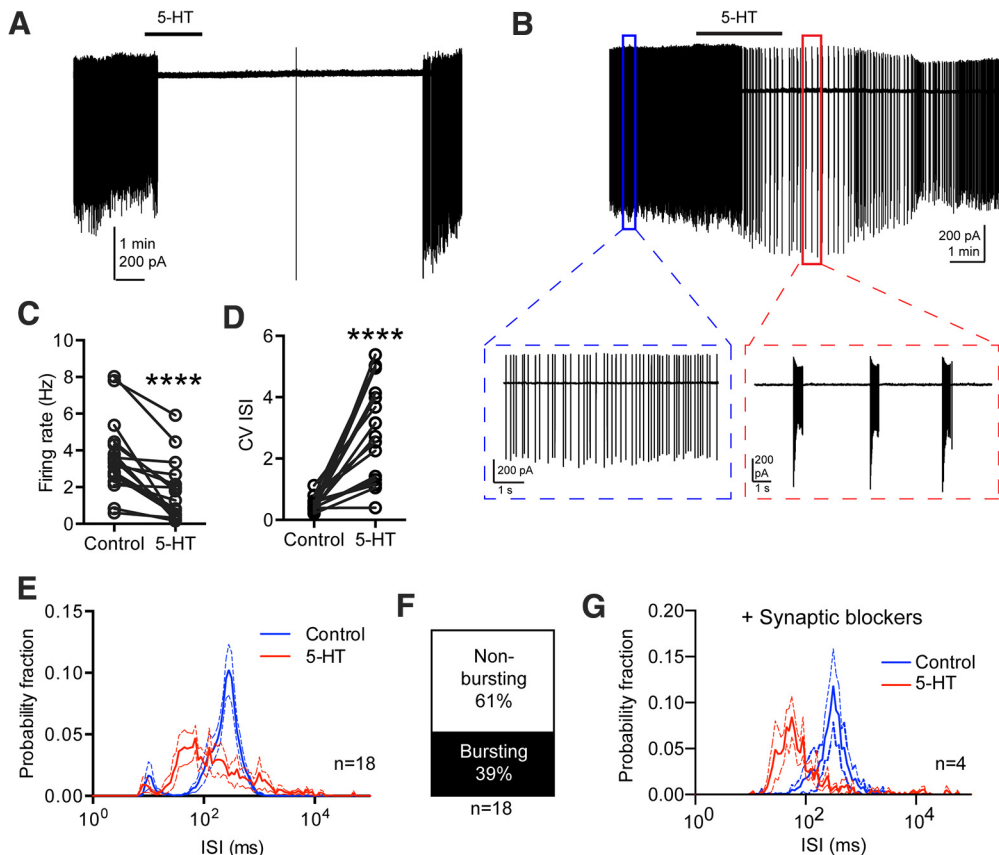 A
5-HT
1 min
200 pA
B
5-HT
200 pA
1 min
200 pA
1 s
200
pA
1 s
C
Firing rate (Hz)
10
8
6
4
2
0
****
Control 5-HT
D
CV ISI
6
4
2
0
****
Control 5-HT
E
Probability fraction
0.15
0.10
0.05
0.00
Control
5-HT
n=18
10^0 10^2 10^4
ISI (ms)
F
Non-
bursting
61%
Bursting
39%
n=18
G
Probability fraction
0.20
0.15
0.10
0.05
0.00
+ Synaptic blockers
Control
5-HT
n=4
10^0 10^2 10^4
ISI (ms)